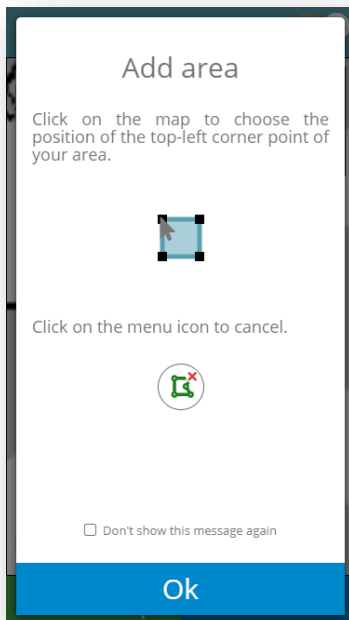 Add area
Click on the map to choose the
position of the top-left corner point of
your area.
Click on the menu icon to cancel.
Don't show this message again
Ok